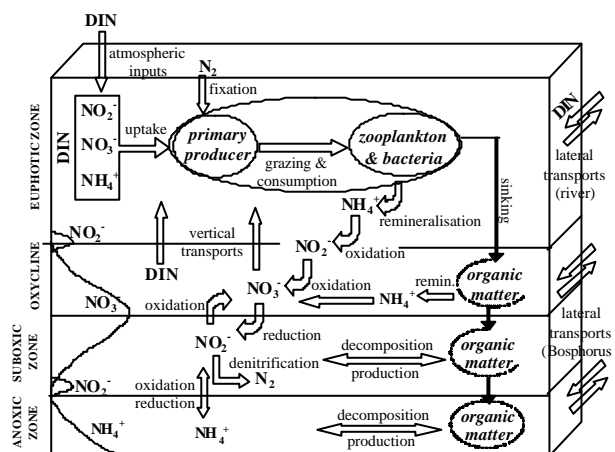 DIN
atmospheric
inputs
N₂
fixation
EUPHOTIC ZONE
DIN
NO₂⁻
NO₃⁻
NH₄⁺
uptake
primary
producer
grazing &
consumption
zooplankton
& bacteria
sinking
DIN
lateral
transports
(river)
NH₄⁺
remineralisation
NO₂⁻
vertical
transports
DIN
NO₂⁻
oxidation
OXYCLINE
NO₃
oxidation
NO₃⁻
oxidation
NH₄⁺
remin.
organic
matter
lateral
transports
(Bosphorus
SUBOXIC
ZONE
reduction
NO₂⁻
denitrification
N₂
decomposition
production
organic
matter
NO₂⁻
oxidation
reduction
ANOXIC
ZONE
NH₄⁺
NH₄⁺
decomposition
production
organic
matter